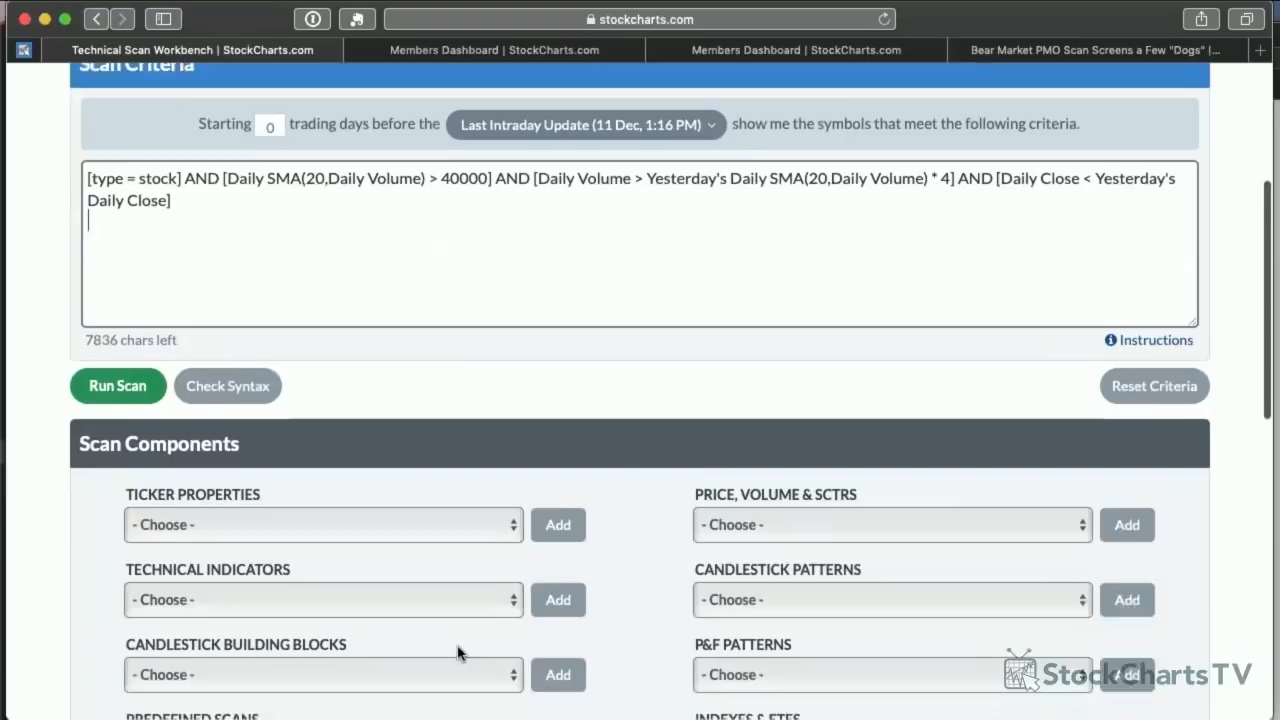 stockcharts.com
Technical Scan Workbench | StockCharts.com
Members Dashboard | StockCharts.com
Members Dashboard | StockCharts.com
Bear Market PMO Scan Screens a Few "Dogs" |...
Scan Criteria
Starting 0 trading days before the Last Intraday Update (11 Dec, 1:16 PM) show me the symbols that meet the following criteria.
[type = stock] AND [Daily SMA(20,Daily Volume) > 40000] AND [Daily Volume > Yesterday's Daily SMA(20,Daily Volume) * 4] AND [Daily Close < Yesterday's
Daily Close]
7836 chars left
Instructions
Run Scan
Check Syntax
Reset Criteria
Scan Components
TICKER PROPERTIES
- Choose -
Add
PRICE, VOLUME & SCTRS
- Choose -
Add
TECHNICAL INDICATORS
- Choose -
Add
CANDLESTICK PATTERNS
- Choose -
Add
CANDLESTICK BUILDING BLOCKS
- Choose -
Add
P&F PATTERNS
- Choose -
Add
StockChartsTV
PREDEFINED SCANS
INDEXES & ETFS